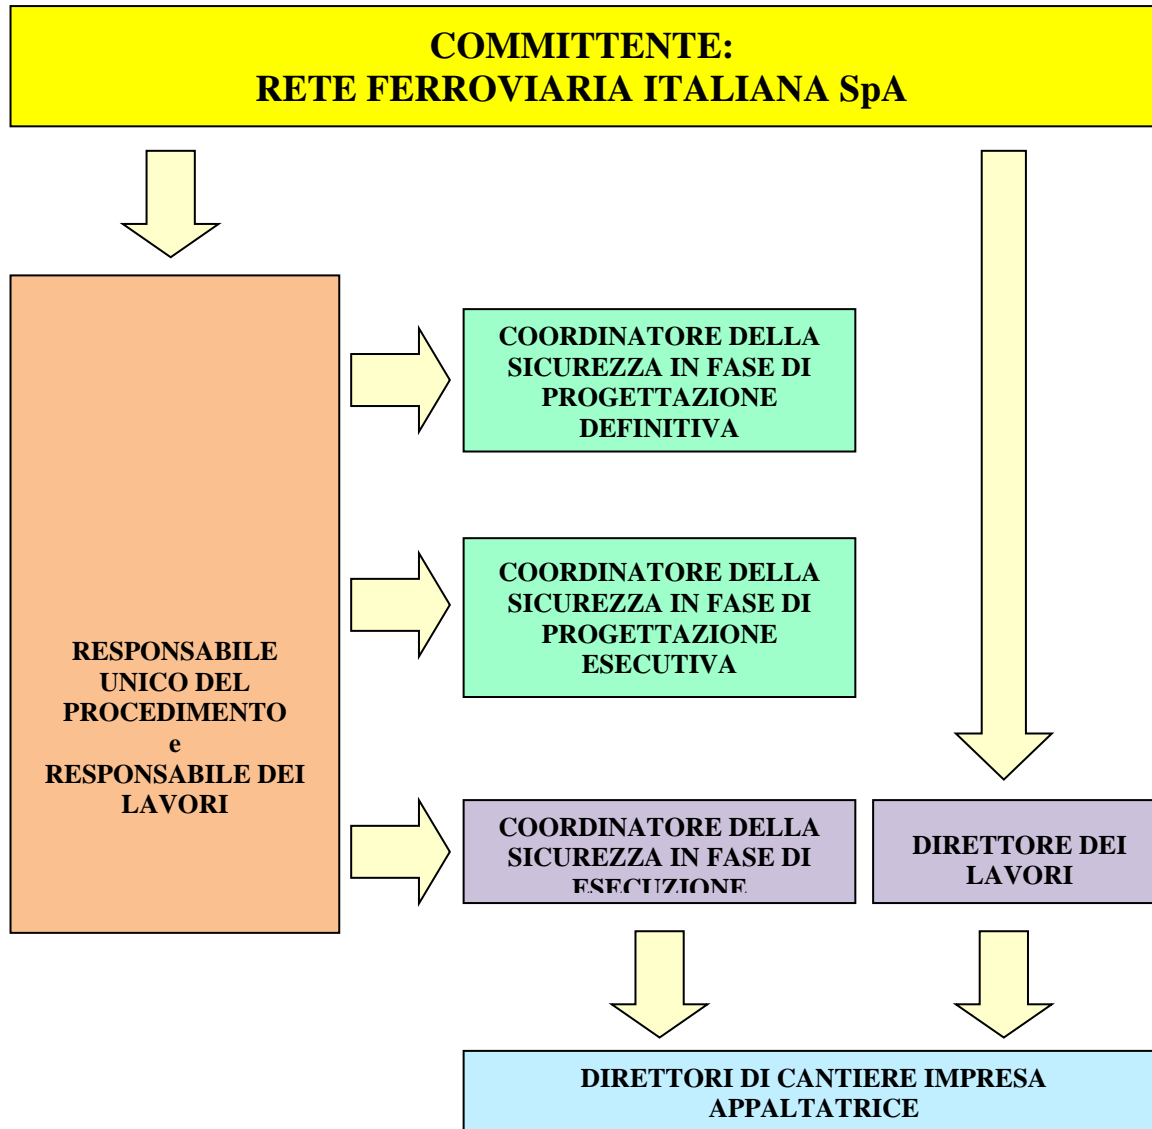 COMMITTENTE:
RETE FERROVIARIA ITALIANA SpA
COORDINATORE DELLA
SICUREZZA IN FASE DI
PROGETTAZIONE
DEFINITIVA
COORDINATORE DELLA
SICUREZZA IN FASE DI
PROGETTAZIONE
ESECUTIVA
RESPONSABILE
UNICO DEL
PROCEDIMENTO
e
RESPONSABILE DEI
LAVORI
COORDINATORE DELLA
SICUREZZA IN FASE DI
ESECUZIONE
DIRETTORE DEI
LAVORI
DIRETTORI DI CANTIERE IMPRESA
APPALTATRICE